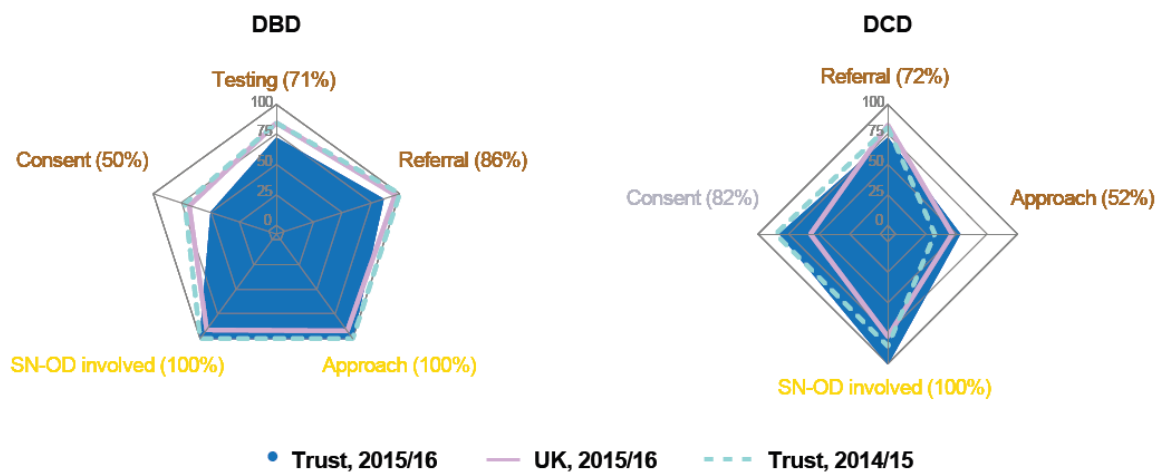 DBD
Testing (71%)
100
75
50
25
0
Consent (50%)
Referral (86%)
SN-OD involved (100%)
Approach (100%)
DCD
Referral (72%)
100
75
50
25
0
Consent (82%)
Approach (52%)
SN-OD involved (100%)
Trust, 2015/16
UK, 2015/16
Trust, 2014/15